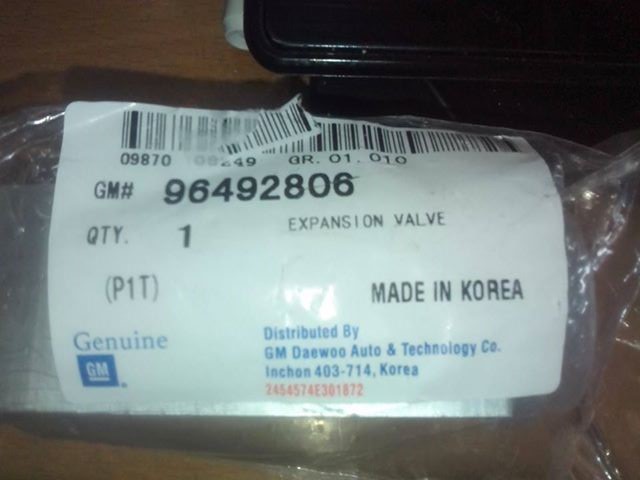 09870 249 GR. 01. 010
GM# 96492806
QTY. 1 EXPANSION VALVE
(P1T) MADE IN KOREA
Genuine
GM
Distributed By
GM Daewoo Auto & Technology Co.
Inchon 403-714, Korea
2454574E301872